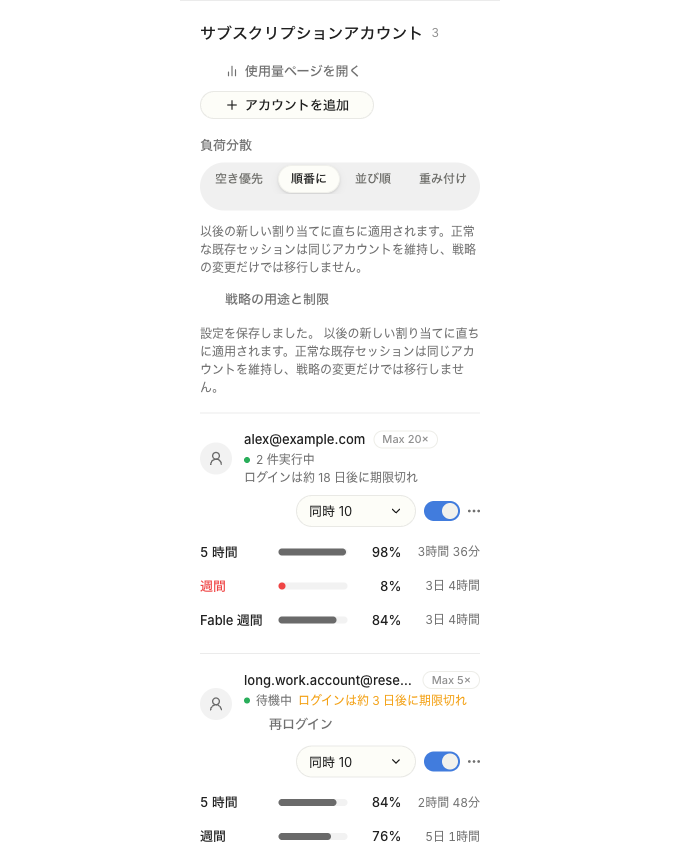 サブスクリプションアカウント 3
使用量ページを開く
+ アカウントを追加
負荷分散
空き優先 順番に 並び順 重み付け
以後の新しい割り当てに直ちに適用されます。正常
な既存セッションは同じアカウントを維持し、戦略
の変更だけでは移行しません。
戦略の用途と制限
設定を保存しました。 以後の新しい割り当てに直ち
に適用されます。正常な既存セッションは同じアカ
ウントを維持し、戦略の変更だけでは移行しませ
ん。
alex@example.com Max 20×
2 件実行中
ログインは約 18 日後に期限切れ
同時 10
5 時間 98% 3時間 36分
週間 8% 3日 4時間
Fable 週間 84% 3日 4時間
long.work.account@rese... Max 5×
待機中 ログインは約 3 日後に期限切れ
再ログイン
同時 10
5 時間 84% 2時間 48分
週間 76% 5日 1時間